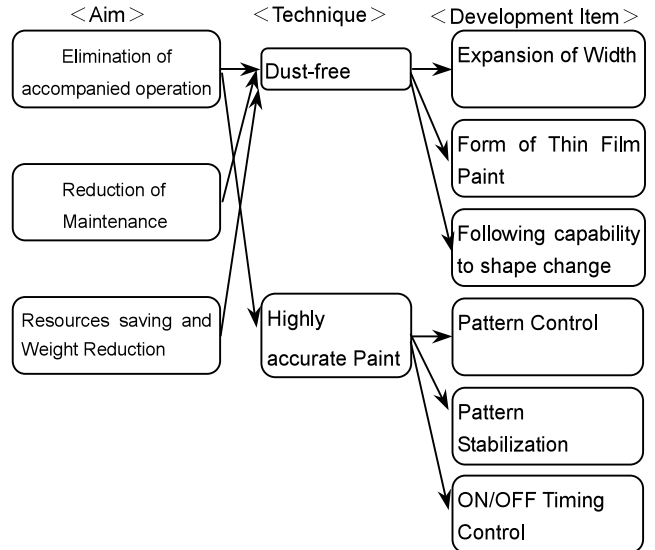 ＜Aim＞
Elimination of
accompanied operation
Reduction of
Maintenance
Resources saving and
Weight Reduction
＜Technique＞
Dust-free
Highly
accurate Paint
＜Development Item＞
Expansion of Width
Form of Thin Film
Paint
Following capability
to shape change
Pattern Control
Pattern
Stabilization
ON/OFF Timing
Control